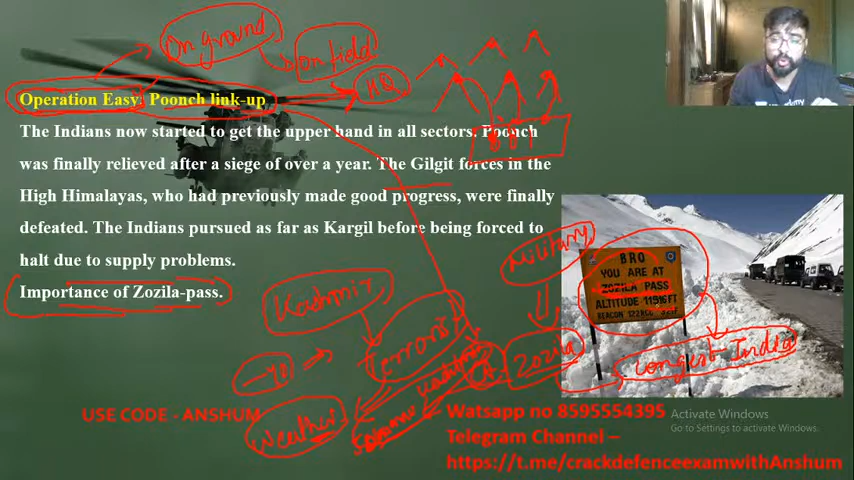 On ground
on field
HQ
Operation Easy. Poonch link-up
The Indians now started to get the upper hand in all sectors. Poonch
was finally relieved after a siege of over a year. The Gilgit forces in the
High Himalayas, who had previously made good progress, were finally
defeated. The Indians pursued as far as Kargil before being forced to
halt due to supply problems.
Importance of Zozila-pass.
Military
BRO
YOU ARE AT
ZOZILA PASS
ALTITUDE 11516FT
Kashmir
Terrorist
Zozila
Longest India
Weather
USE CODE - ANSHUM
Watsapp no 8595554395
Telegram Channel –
https://t.me/crackdefenceexamwithAnshum
Activate Windows
Go to Settings to activate Windows.